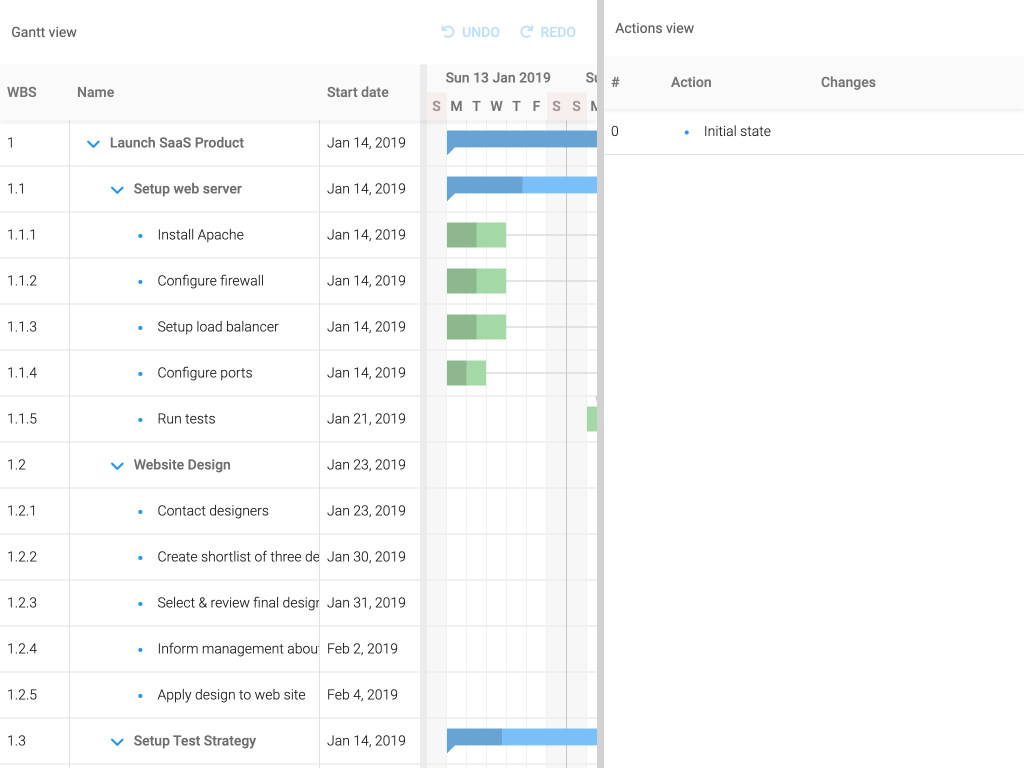 Gantt view
UNDO REDO
Actions view
WBS Name Start date
Sun 13 Jan 2019
S M T W T F S S
# Action Changes
0 Initial state
1 Launch SaaS Product Jan 14, 2019
1.1 Setup web server Jan 14, 2019
1.1.1 Install Apache Jan 14, 2019
1.1.2 Configure firewall Jan 14, 2019
1.1.3 Setup load balancer Jan 14, 2019
1.1.4 Configure ports Jan 14, 2019
1.1.5 Run tests Jan 21, 2019
1.2 Website Design Jan 23, 2019
1.2.1 Contact designers Jan 23, 2019
1.2.2 Create shortlist of three de Jan 30, 2019
1.2.3 Select & review final Jan 31, 2019
1.2.4 Inform management Feb 2, 2019
1.2.5 Apply design to web site Feb 4, 2019
1.3 Setup Test Strategy Jan 14, 2019